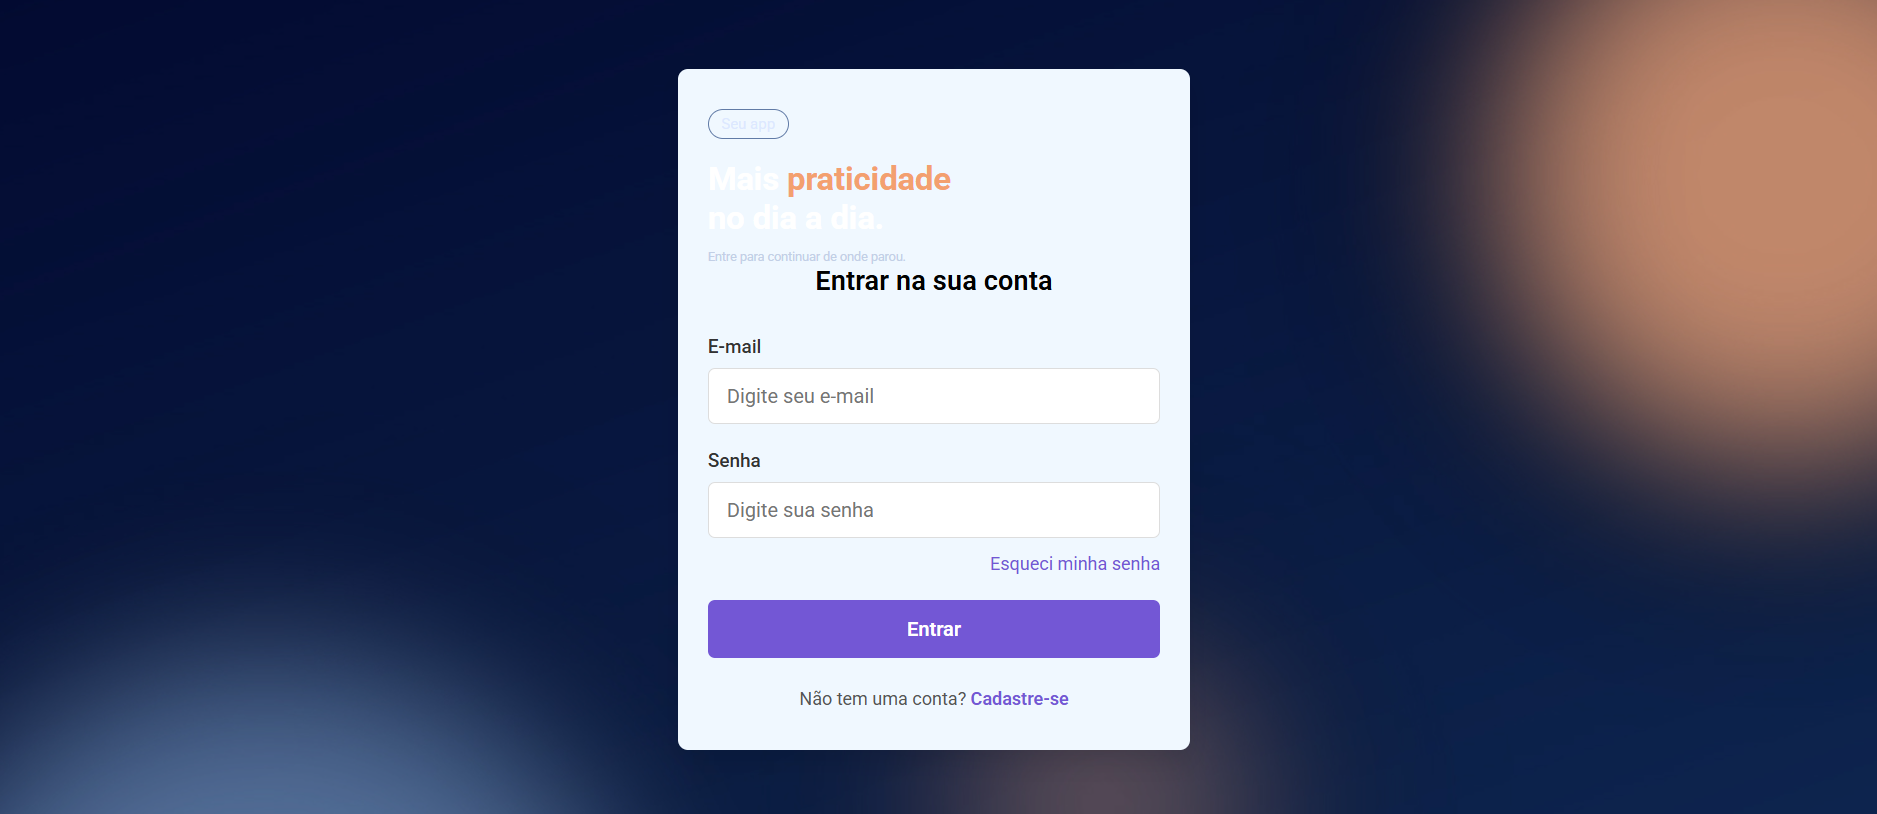 Seu app
Mais praticidade
no dia a dia.
Entre para continuar de onde parou.
Entrar na sua conta
E-mail
Digite seu e-mail
Senha
Digite sua senha
Esqueci minha senha
Entrar
Não tem uma conta? Cadastre-se